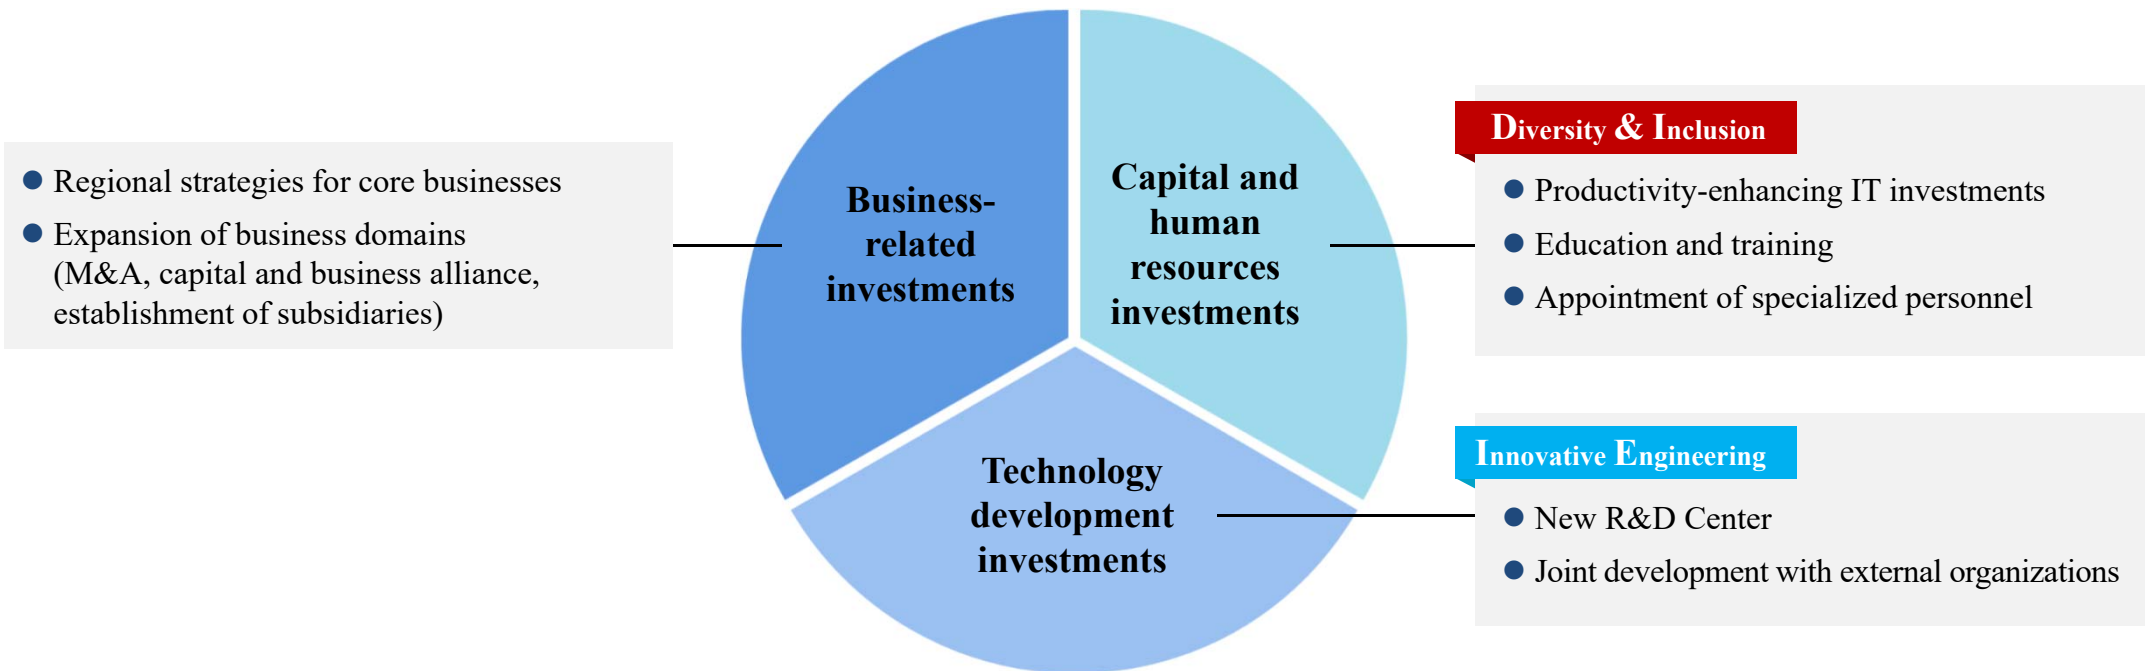 Regional strategies for core businesses
Expansion of business domains
(M&A, capital and business alliance,
establishment of subsidiaries)
Business-
related
investments
Capital and
human
resources
investments
Technology
development
investments
Diversity & Inclusion
Productivity-enhancing IT investments
Education and training
Appointment of specialized personnel
Innovative Engineering
New R&D Center
Joint development with external organizations